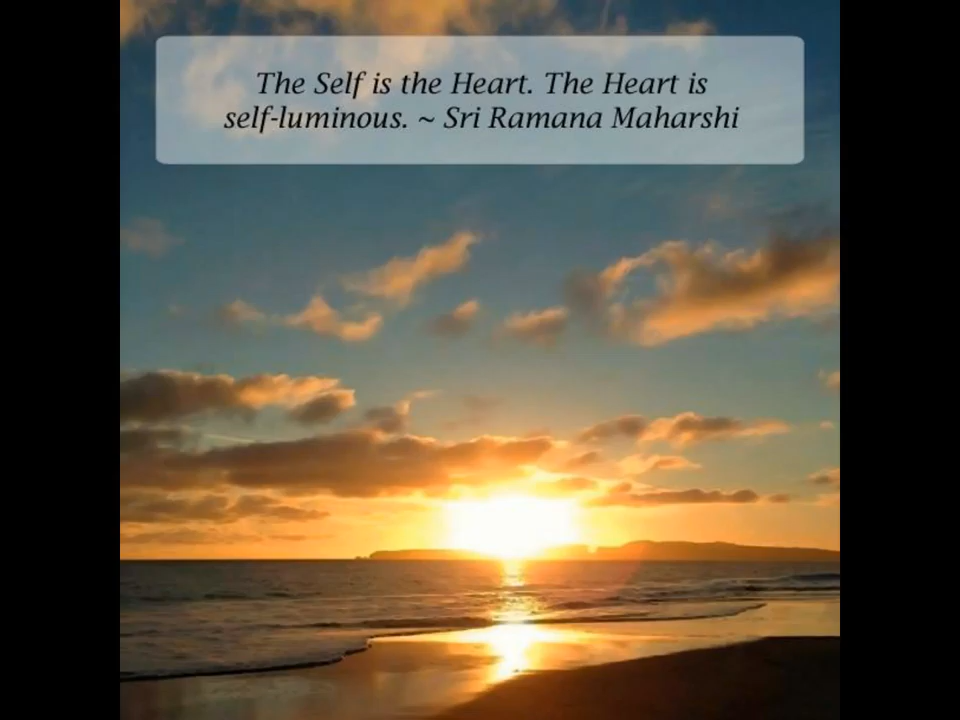 The Self is the Heart. The Heart is
self-luminous. ~ Sri Ramana Maharshi